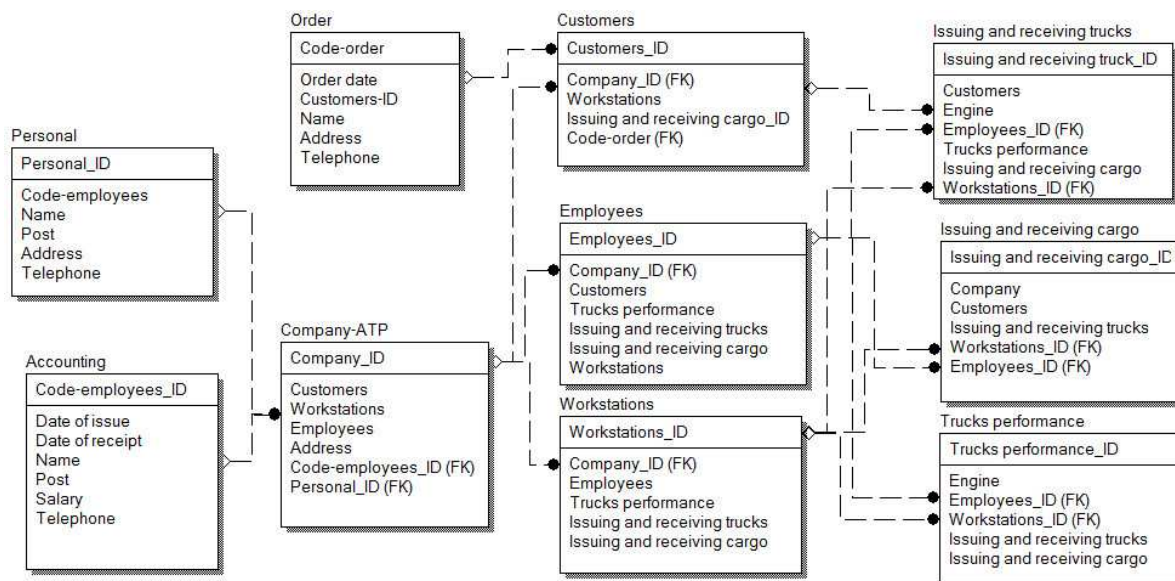 Order
Code-order
Order date
Customers-ID
Name
Address
Telephone
Customers
Customers_ID
Company_ID (FK)
Workstations
Issuing and receiving cargo_ID
Code-order (FK)
Issuing and receiving trucks
Issuing and receiving truck_ID
Customers
Engine
Employees_ID (FK)
Trucks performance
Issuing and receiving cargo
Workstations_ID (FK)
Personal
Personal_ID
Code-employees
Name
Post
Address
Telephone
Employees
Employees_ID
Company_ID (FK)
Customers
Trucks performance
Issuing and receiving trucks
Issuing and receiving cargo
Workstations
Issuing and receiving cargo
Issuing and receiving cargo_ID
Company
Customers
Issuing and receiving trucks
Workstations_ID (FK)
Employees_ID (FK)
Accounting
Code-employees_ID
Date of issue
Date of receipt
Name
Post
Salary
Telephone
Company-ATP
Company_ID
Customers
Workstations
Employees
Address
Code-employees_ID (FK)
Personal_ID (FK)
Workstations
Workstations_ID
Company_ID (FK)
Employees
Trucks performance
Issuing and receiving trucks
Issuing and receiving cargo
Trucks performance
Trucks performance_ID
Engine
Employees_ID (FK)
Workstations_ID (FK)
Issuing and receiving trucks
Issuing and receiving cargo